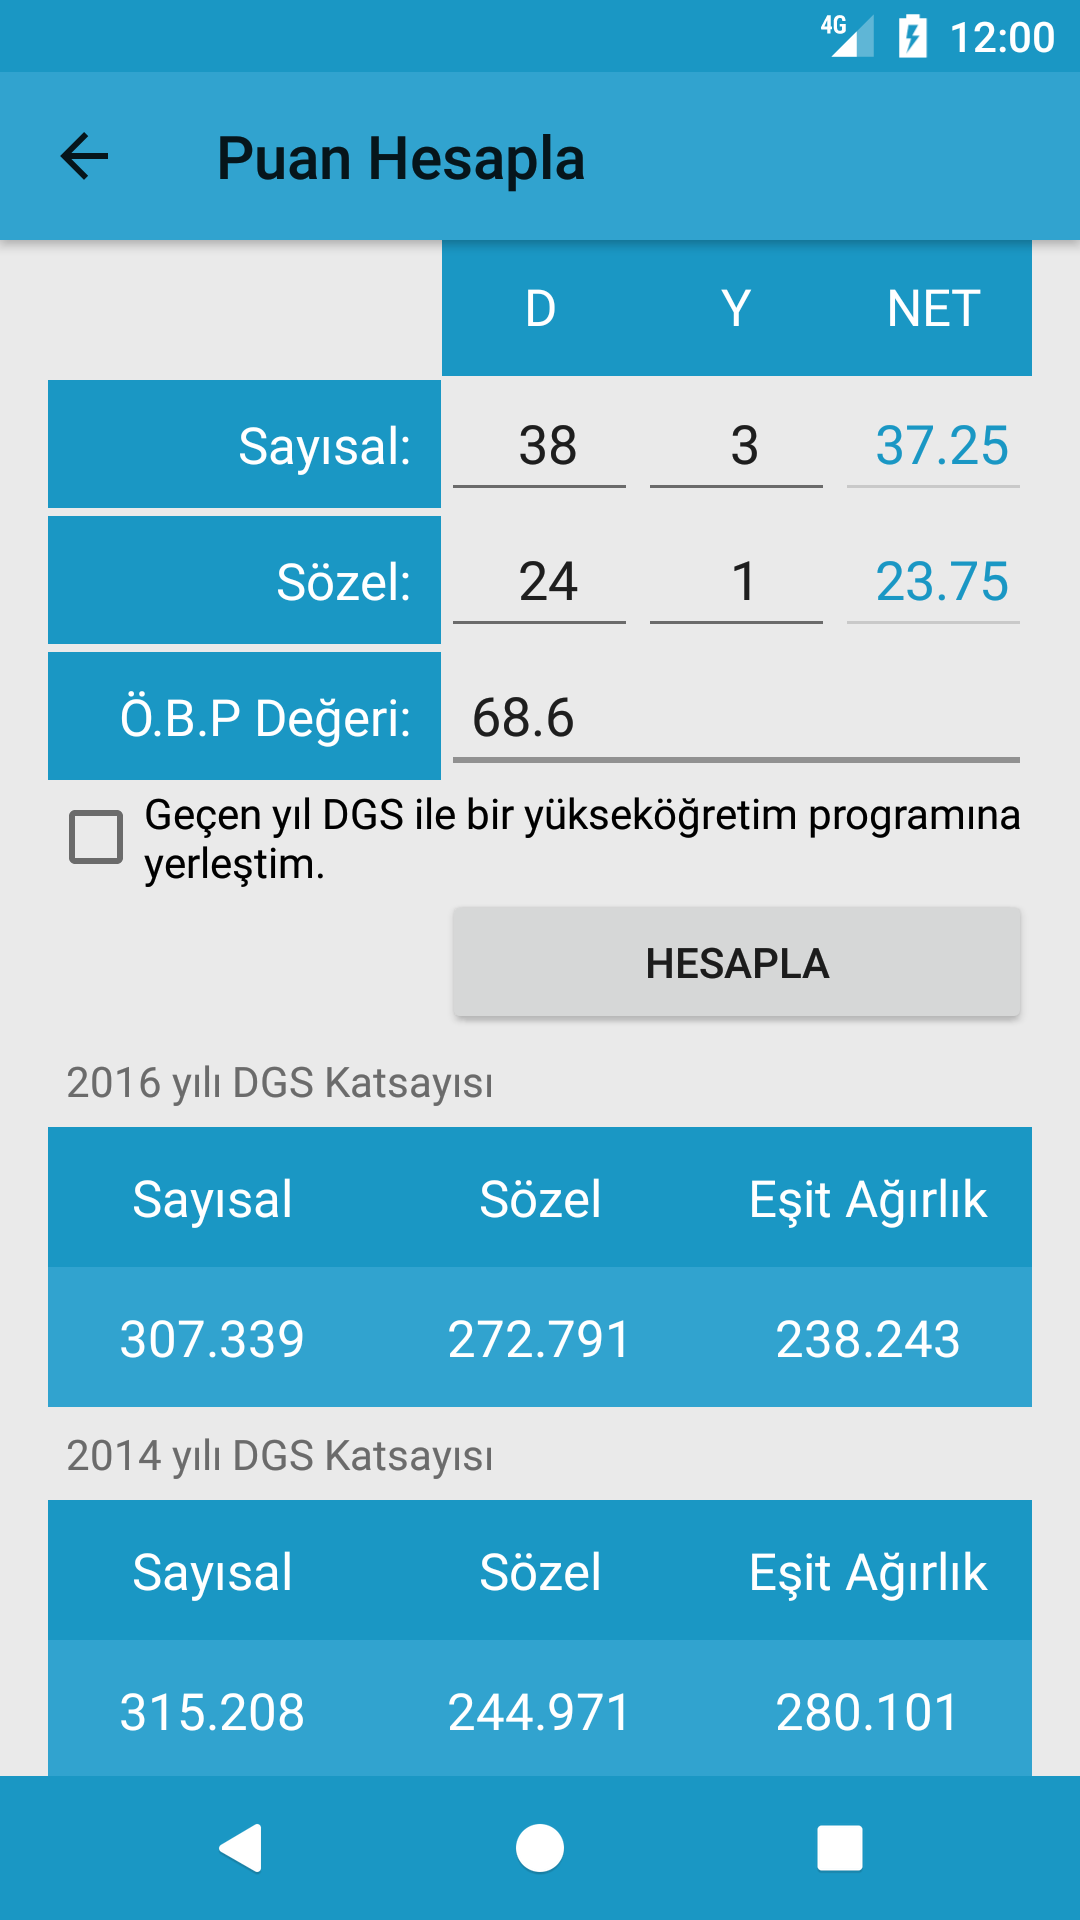 4G 12:00
Puan Hesapla
D Y NET
Sayısal: 38 3 37.25
Sözel: 24 1 23.75
Ö.B.P Değeri: 68.6
Geçen yıl DGS ile bir yükseköğretim programına
yerleştim.
HESAPLA
2016 yılı DGS Katsayısı
Sayısal Sözel Eşit Ağırlık
307.339 272.791 238.243
2014 yılı DGS Katsayısı
Sayısal Sözel Eşit Ağırlık
315.208 244.971 280.101